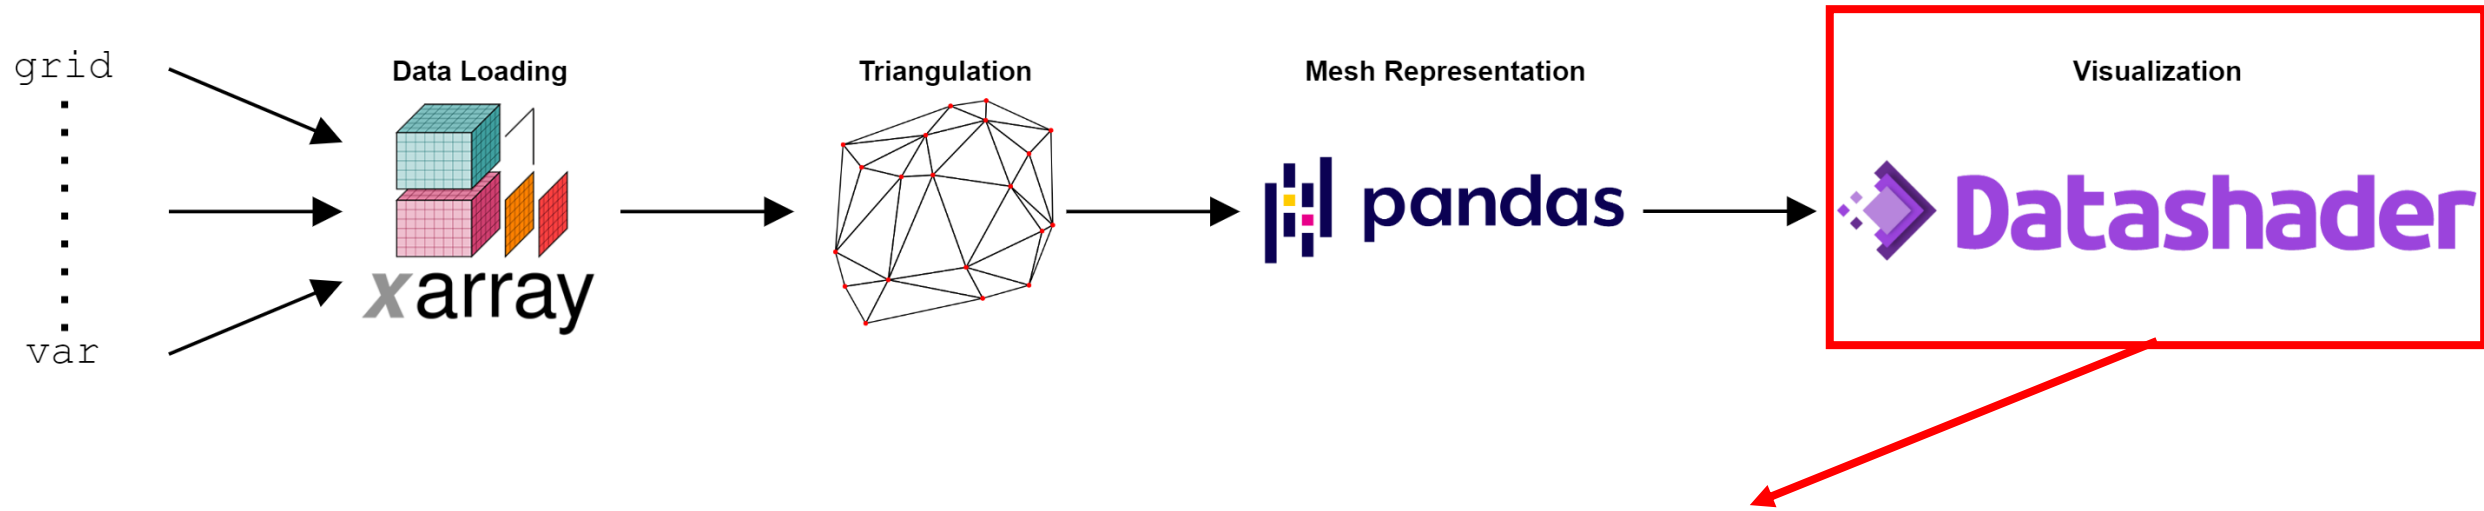 grid
var
Data Loading
xarray
Triangulation
Mesh Representation
pandas
Visualization
Datashader